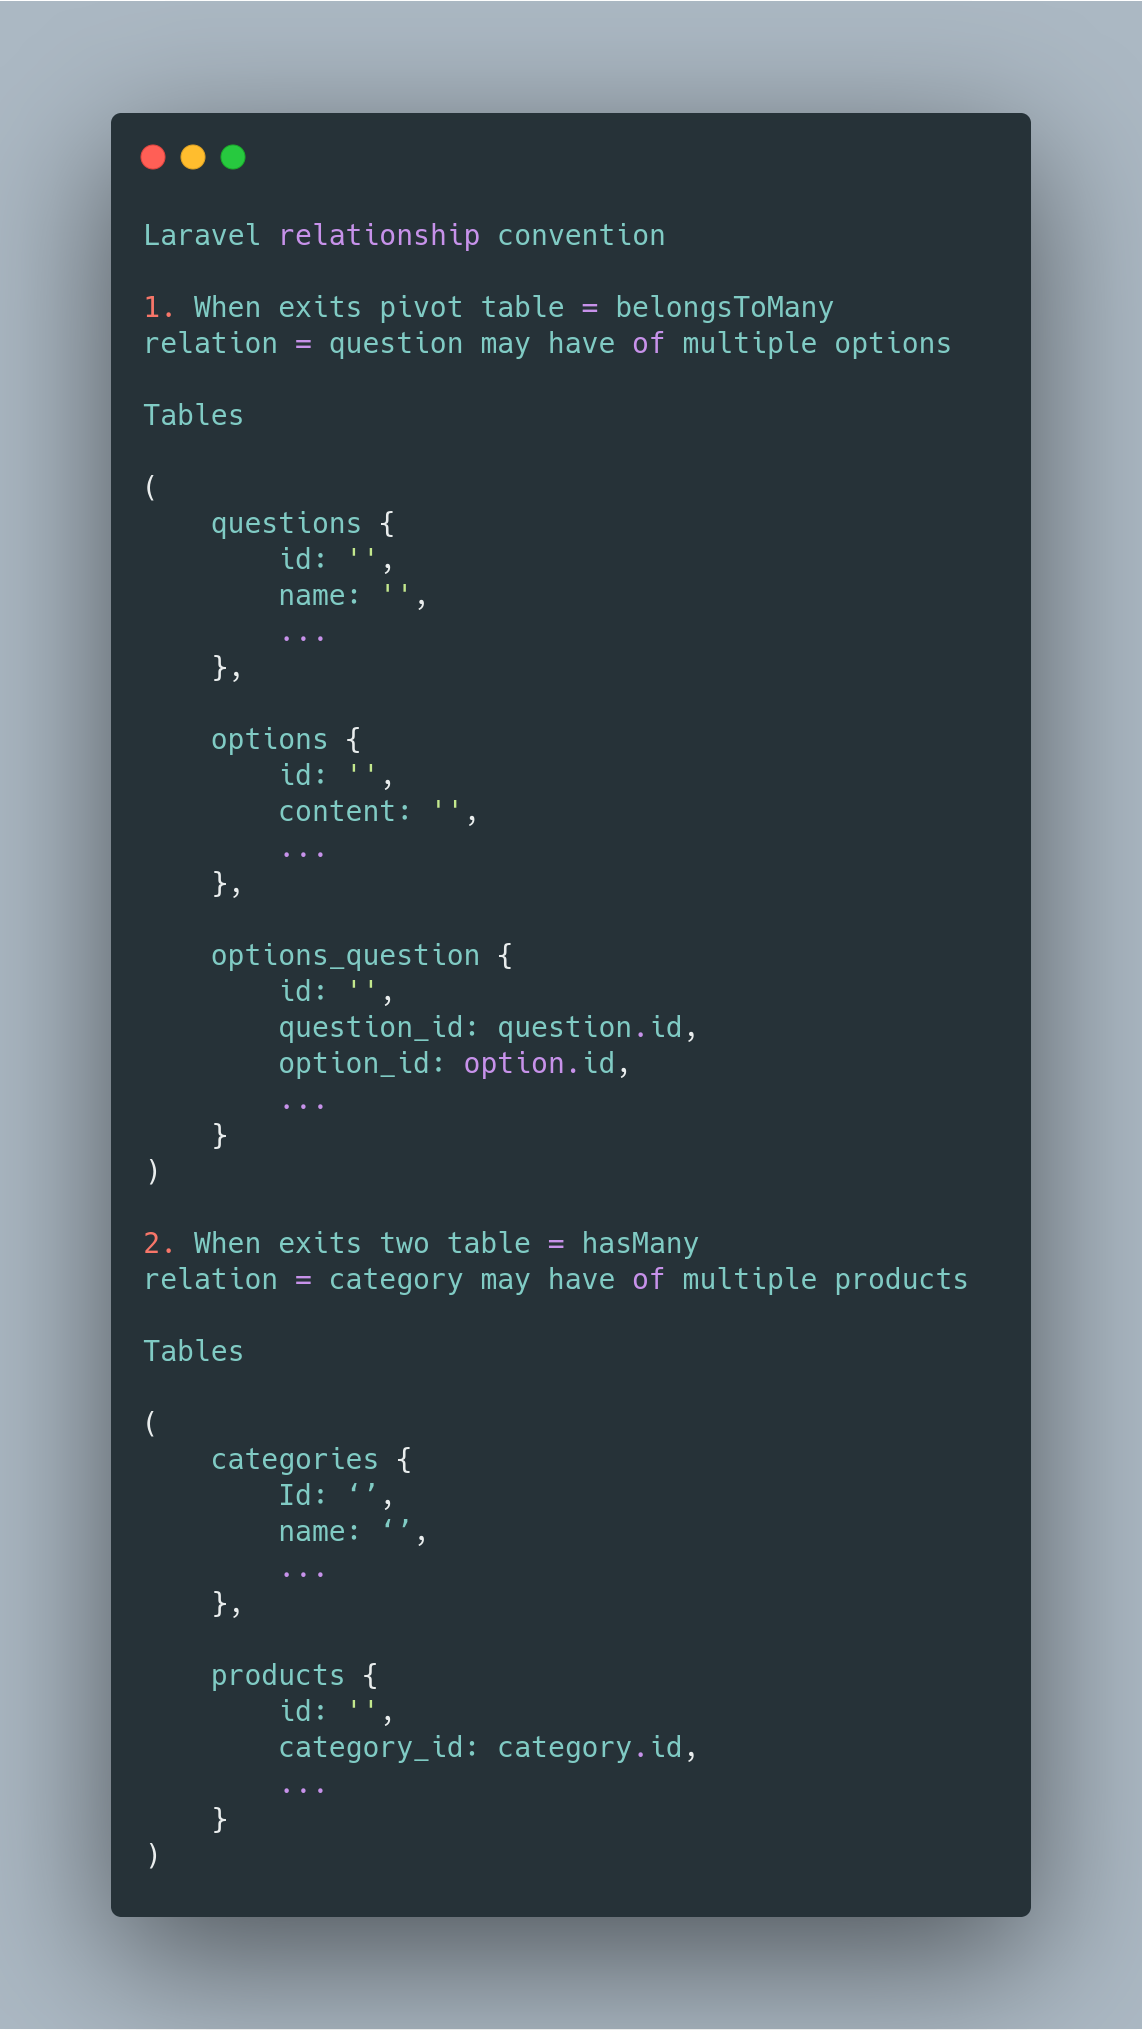 Laravel relationship convention
1. When exits pivot table = belongsToMany
relation = question may have of multiple options
Tables
(
    questions {
        id: '',
        name: '',
        ...
    },
    options {
        id: '',
        content: '',
        ...
    },
    options_question {
        id: '',
        question_id: question.id,
        option_id: option.id,
        ...
    }
)
2. When exits two table = hasMany
relation = category may have of multiple products
Tables
(
    categories {
        Id: ‘’,
        name: ‘’,
        ...
    },
    products {
        id: '',
        category_id: category.id,
        ...
    }
)